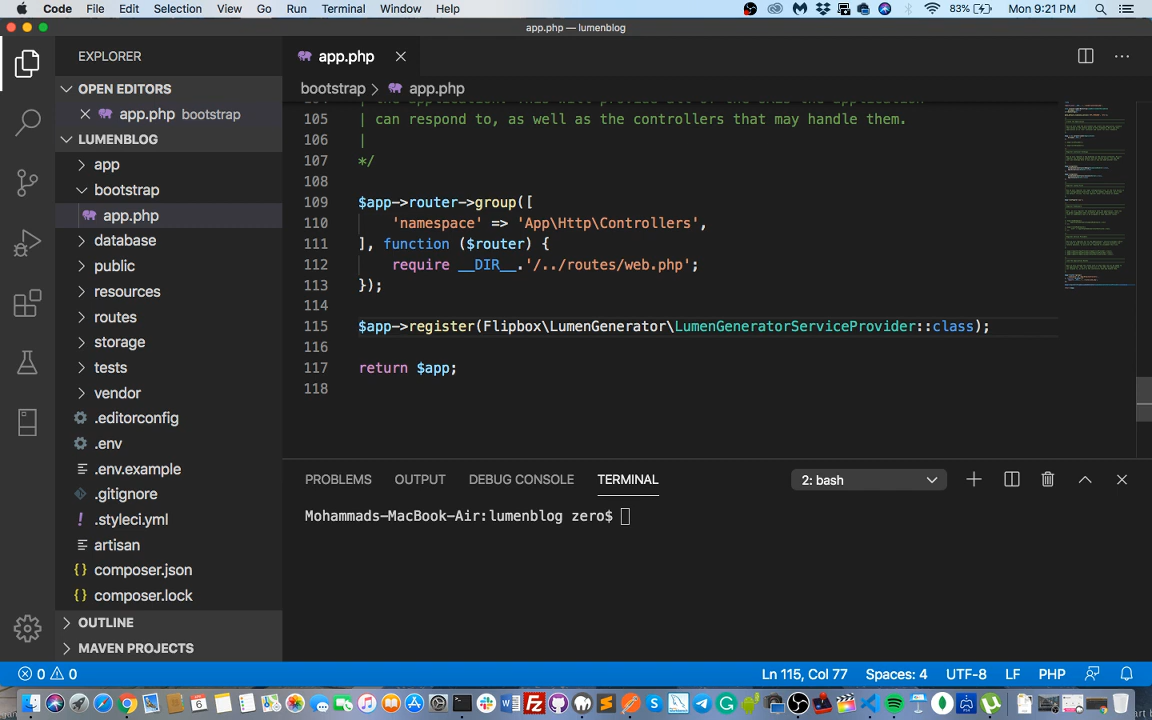 Code File Edit Selection View Go Run Terminal Window Help 83% Mon 9:21 PM
app.php — lumenblog
EXPLORER
OPEN EDITORS
app.php bootstrap
LUMENBLOG
app
bootstrap
app.php
database
public
resources
routes
storage
tests
vendor
.editorconfig
.env
.env.example
.gitignore
.styleci.yml
artisan
composer.json
composer.lock
OUTLINE
MAVEN PROJECTS
app.php
bootstrap > app.php
105 | can respond to, as well as the controllers that may handle them.
106 |
107 */
108
109 $app->router->group([
110 'namespace' => 'App\Http\Controllers',
111 ], function ($router) {
112 require __DIR__.'/../routes/web.php';
113 });
114
115 $app->register(Flipbox\LumenGenerator\LumenGeneratorServiceProvider::class);
116
117 return $app;
118
PROBLEMS OUTPUT DEBUG CONSOLE TERMINAL 2: bash
Mohammads-MacBook-Air:lumenblog zero$
0 0 Ln 115, Col 77 Spaces: 4 UTF-8 LF PHP